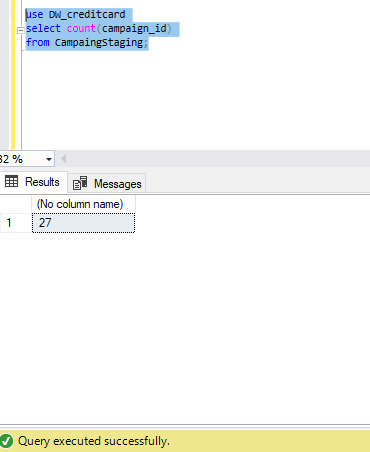 use DW_creditcard
select count(campaign_id)
from CampaingStaging;
32 %
Results
Messages
(No column name)
1 27
Query executed successfully.